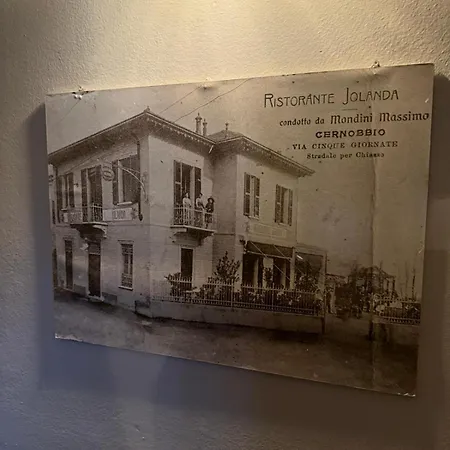 RISTORANTE JOLANDA
condotto da Mondini Massimo
CERNOBBIO
VIA CINQUE GIORNATE
Stradale per Chiasso